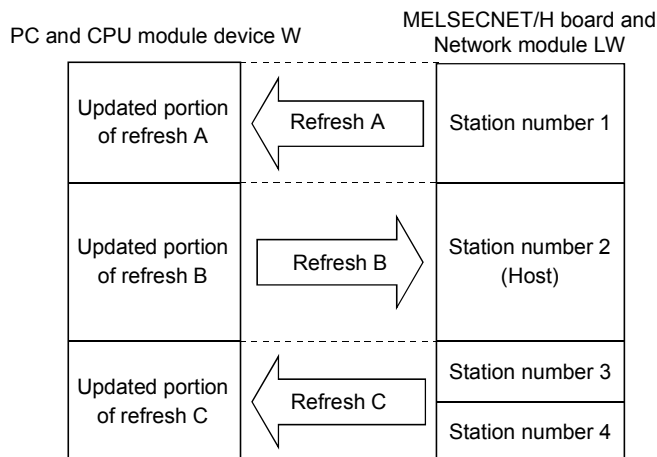 PC and CPU module device W
MELSECNET/H board and
Network module LW
Updated portion
of refresh A
Refresh A
Station number 1
Updated portion
of refresh B
Refresh B
Station number 2
(Host)
Updated portion
of refresh C
Refresh C
Station number 3
Station number 4